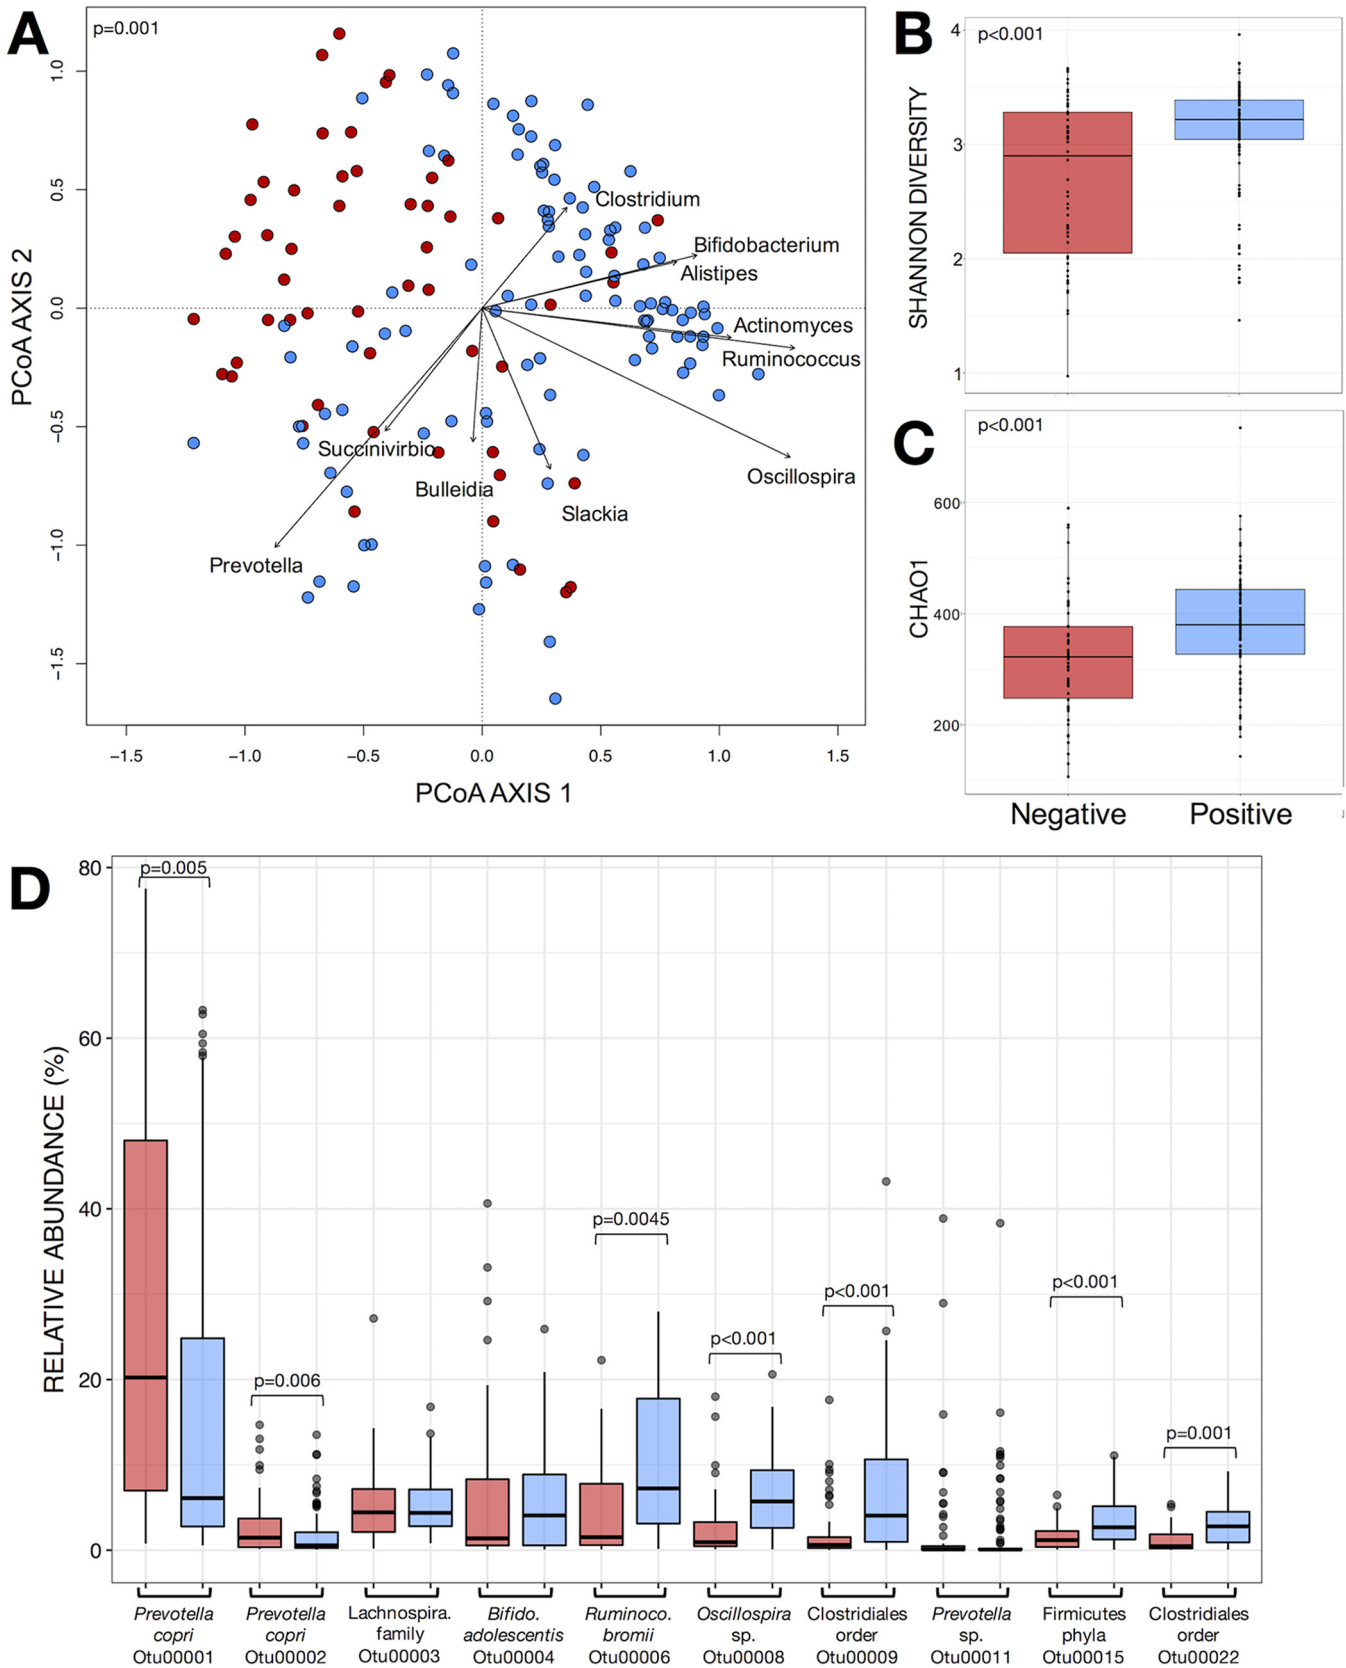 A
p=0.001
PCoA AXIS 2
1.0
0.5
0.0
−0.5
−1.0
−1.5
Clostridium
Bifidobacterium
Alistipes
Actinomyces
Ruminococcus
Oscillospira
Succinivirbio
Bulleidia
Slackia
Prevotella
−1.5 −1.0 −0.5 0.0 0.5 1.0 1.5
PCoA AXIS 1
B
p<0.001
SHANNON DIVERSITY
4
3
2
1
C
p<0.001
CHAO1
600
400
200
Negative Positive
D
RELATIVE ABUNDANCE (%)
80
60
40
20
0
p=0.005
p=0.006
p=0.0045
p<0.001
p<0.001
p<0.001
p=0.001
Prevotella Prevotella Lachnospira. Bifido. Ruminoco. Oscillospira Clostridiales Prevotella Firmicutes Clostridiales
copri copri family adolescentis bromii sp. order sp. phyla order
Otu00001 Otu00002 Otu00003 Otu00004 Otu00006 Otu00008 Otu00009 Otu00011 Otu00015 Otu00022